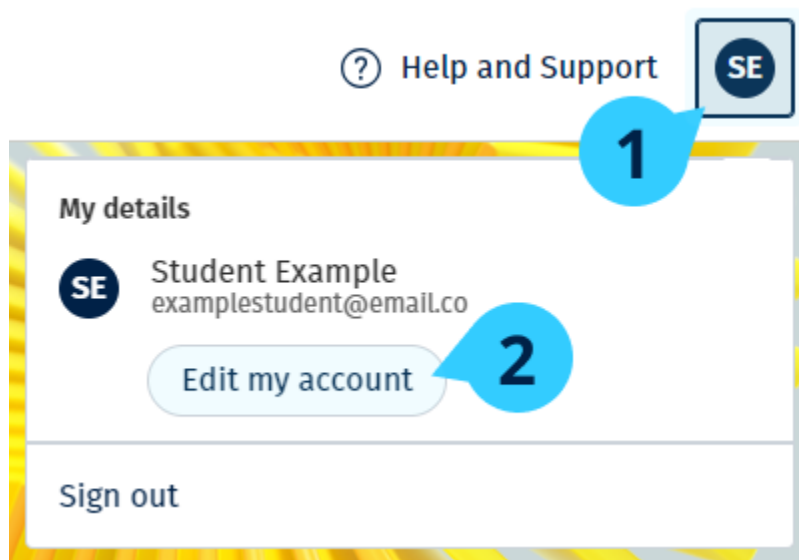 ? Help and Support SE
1
My details
SE Student Example
examplestudent@email.co
Edit my account 2
Sign out